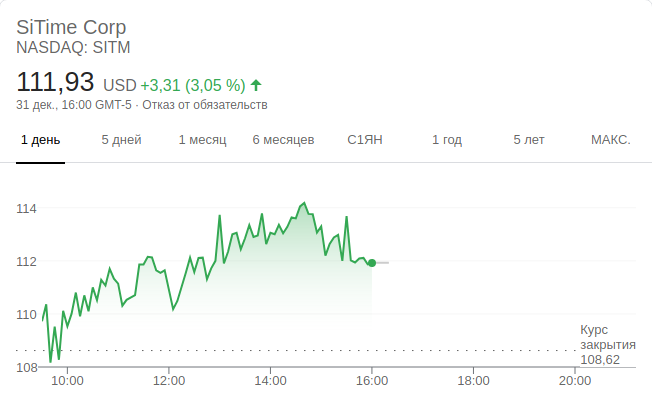 SiTime Corp
NASDAQ: SITM
111,93 USD +3,31 (3,05 %)
31 дек., 16:00 GMT-5 · Отказ от обязательств
1 день 5 дней 1 месяц 6 месяцев С1ЯН 1 год 5 лет МАКС.
114
112
110
108
Курс
закрытия
108,62
10:00 12:00 14:00 16:00 18:00 20:00